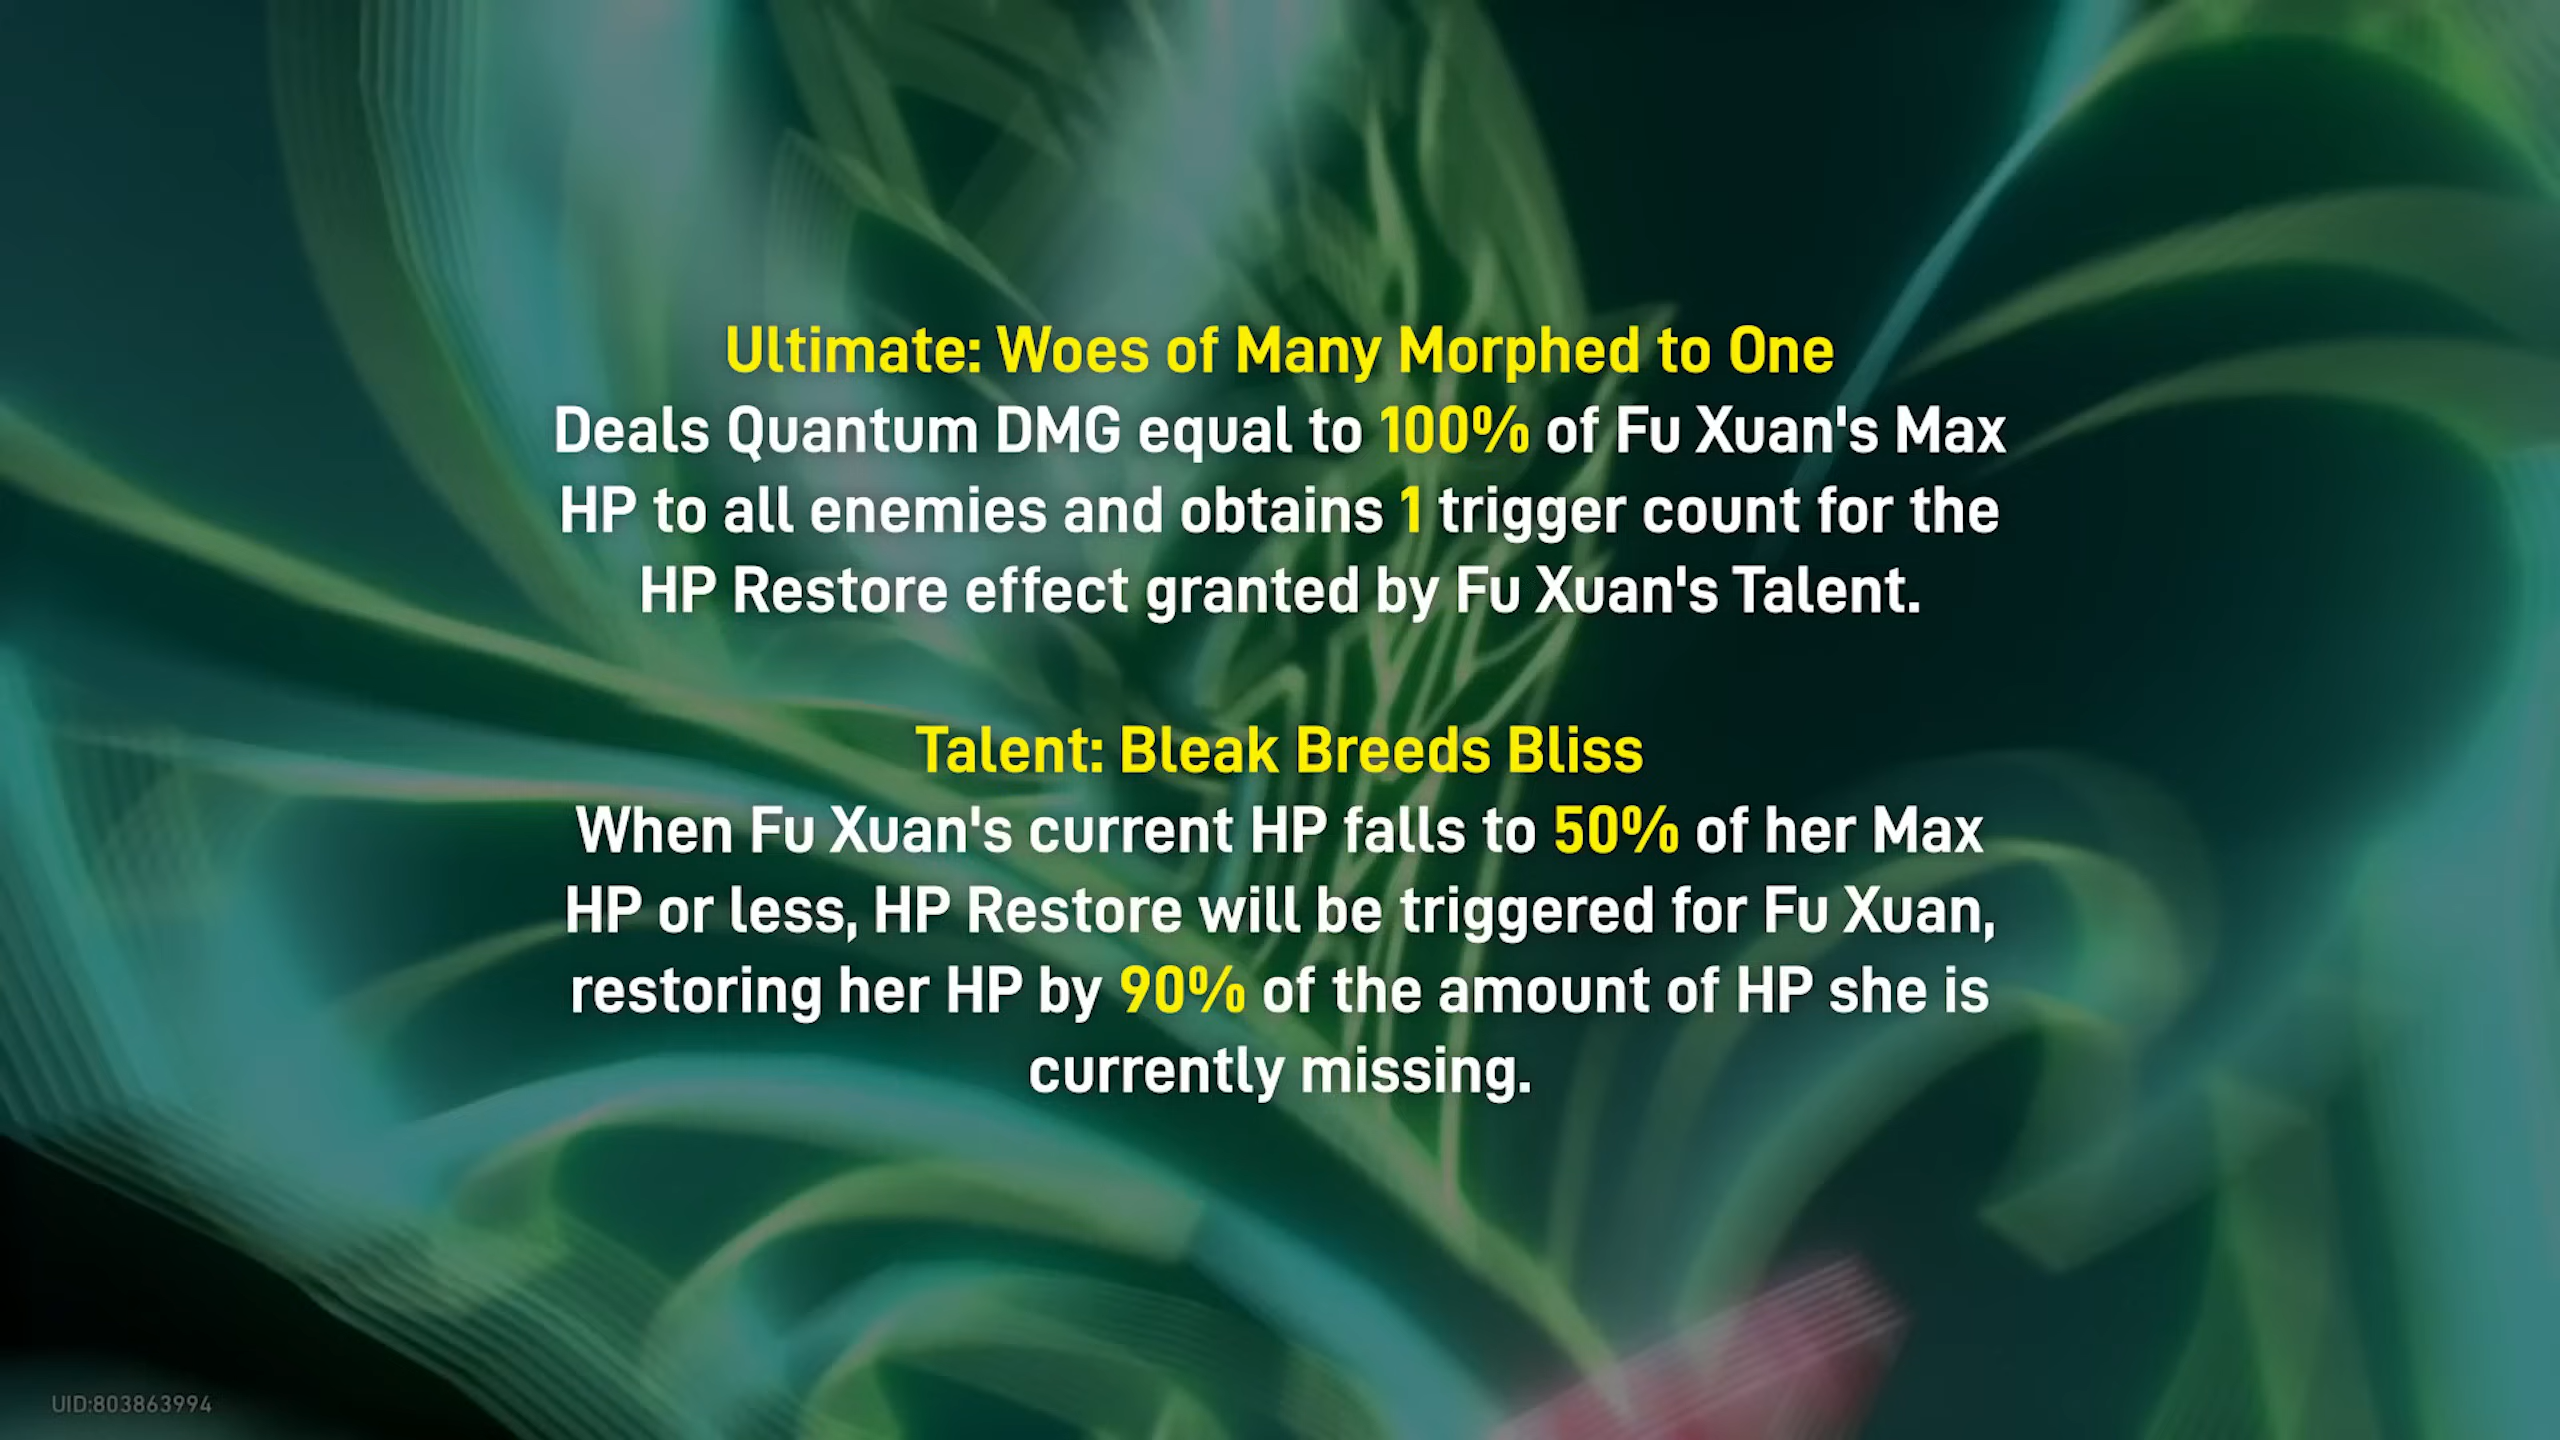 Ultimate: Woes of Many Morphed to One
Deals Quantum DMG equal to 100% of Fu Xuan's Max
HP to all enemies and obtains 1 trigger count for the
HP Restore effect granted by Fu Xuan's Talent.
Talent: Bleak Breeds Bliss
When Fu Xuan's current HP falls to 50% of her Max
HP or less, HP Restore will be triggered for Fu Xuan,
restoring her HP by 90% of the amount of HP she is
currently missing.
UID:803863994